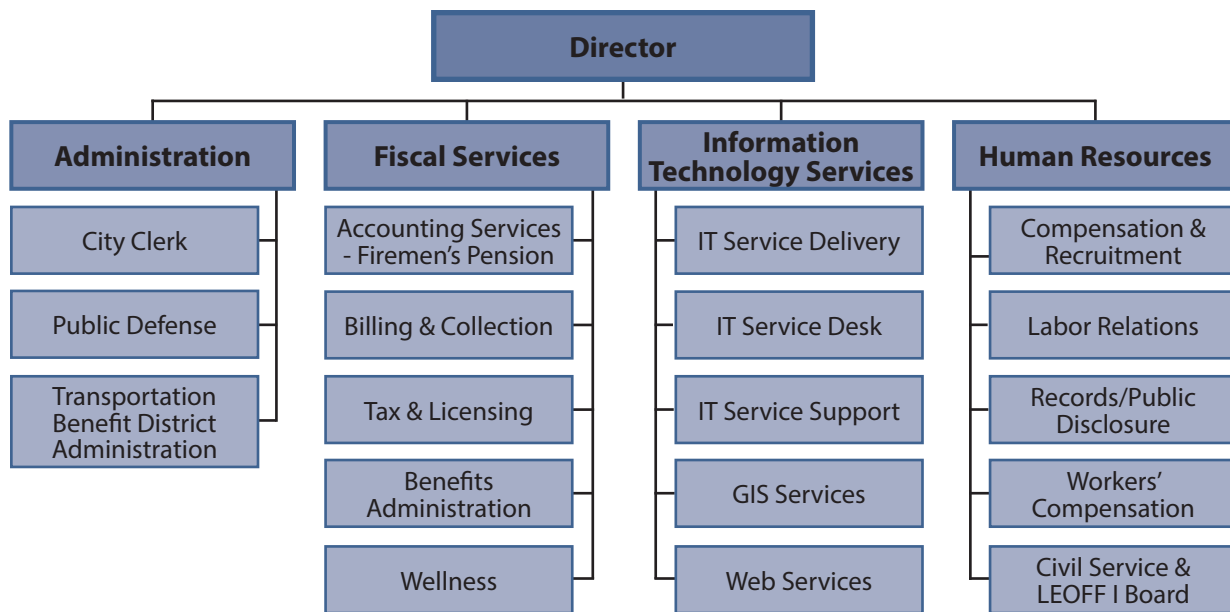 Director
Administration
City Clerk
Public Defense
Transportation
Benefit District
Administration
Fiscal Services
Accounting Services
- Firemen’s Pension
Billing & Collection
Tax & Licensing
Benefits
Administration
Wellness
Information
Technology Services
IT Service Delivery
IT Service Desk
IT Service Support
GIS Services
Web Services
Human Resources
Compensation &
Recruitment
Labor Relations
Records/Public
Disclosure
Workers’
Compensation
Civil Service &
LEOFF I Board